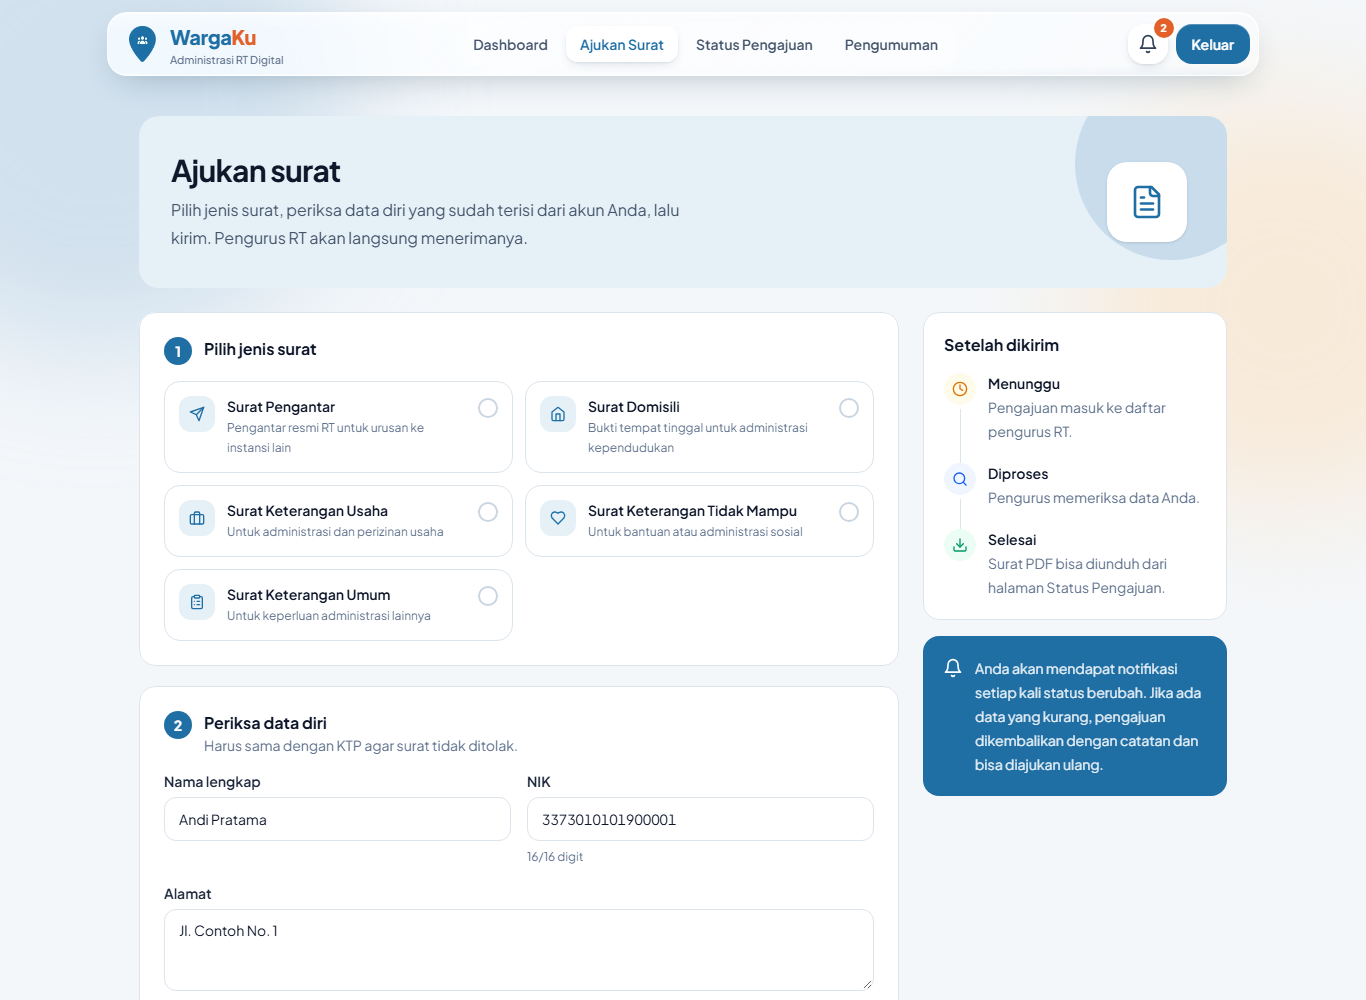 WargaKu
Administrasi RT Digital
Dashboard
Ajukan Surat
Status Pengajuan
Pengumuman
2
Keluar
Ajukan surat
Pilih jenis surat, periksa data diri yang sudah terisi dari akun Anda, lalu
kirim. Pengurus RT akan langsung menerimanya.
1
Pilih jenis surat
Surat Pengantar
Pengantar resmi RT untuk urusan ke
instansi lain
Surat Domisili
Bukti tempat tinggal untuk administrasi
kependudukan
Surat Keterangan Usaha
Untuk administrasi dan perizinan usaha
Surat Keterangan Tidak Mampu
Untuk bantuan atau administrasi sosial
Surat Keterangan Umum
Untuk keperluan administrasi lainnya
2
Periksa data diri
Harus sama dengan KTP agar surat tidak ditolak.
Nama lengkap
Andi Pratama
NIK
3373010101900001
16/16 digit
Alamat
Jl. Contoh No. 1
Setelah dikirim
Menunggu
Pengajuan masuk ke daftar
pengurus RT.
Diproses
Pengurus memeriksa data Anda.
Selesai
Surat PDF bisa diunduh dari
halaman Status Pengajuan.
Anda akan mendapat notifikasi
setiap kali status berubah. Jika ada
data yang kurang, pengajuan
dikembalikan dengan catatan dan
bisa diajukan ulang.